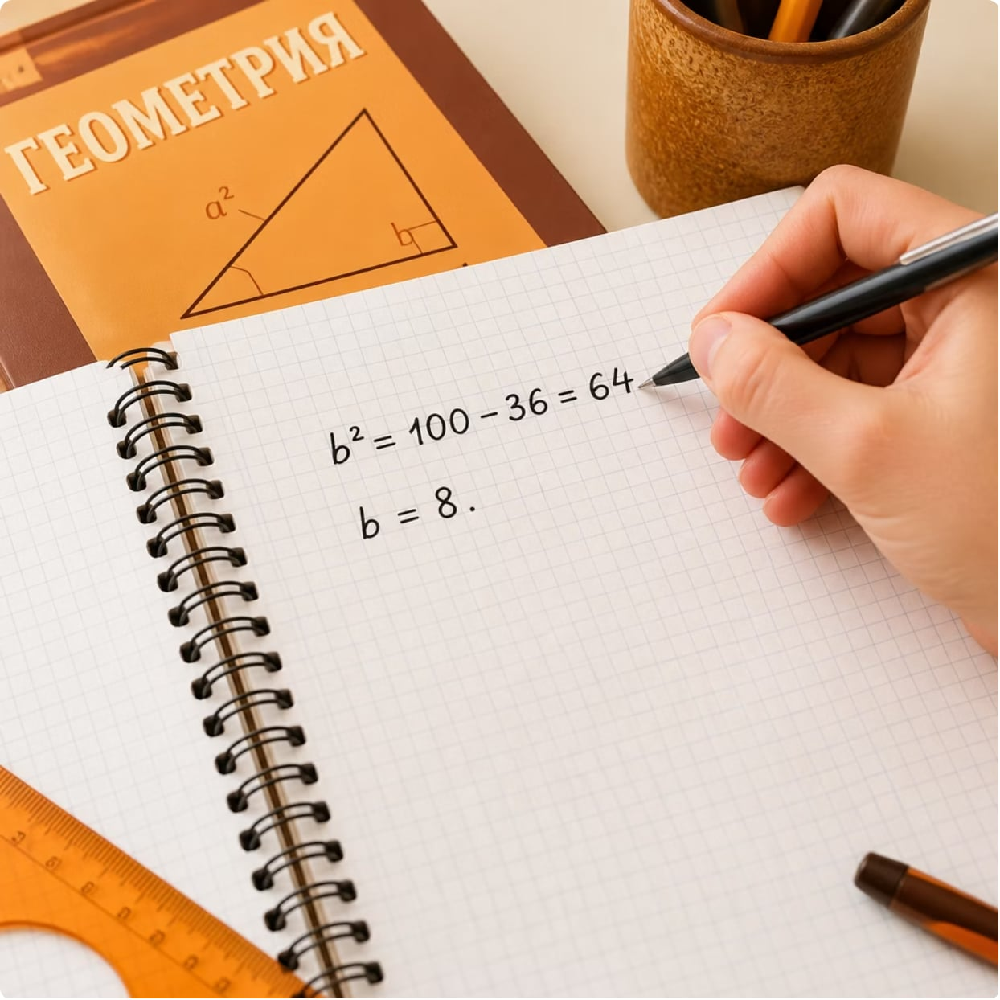 ГЕОМЕТРИЯ
a²
b
b² = 100 – 36 = 64
b = 8.